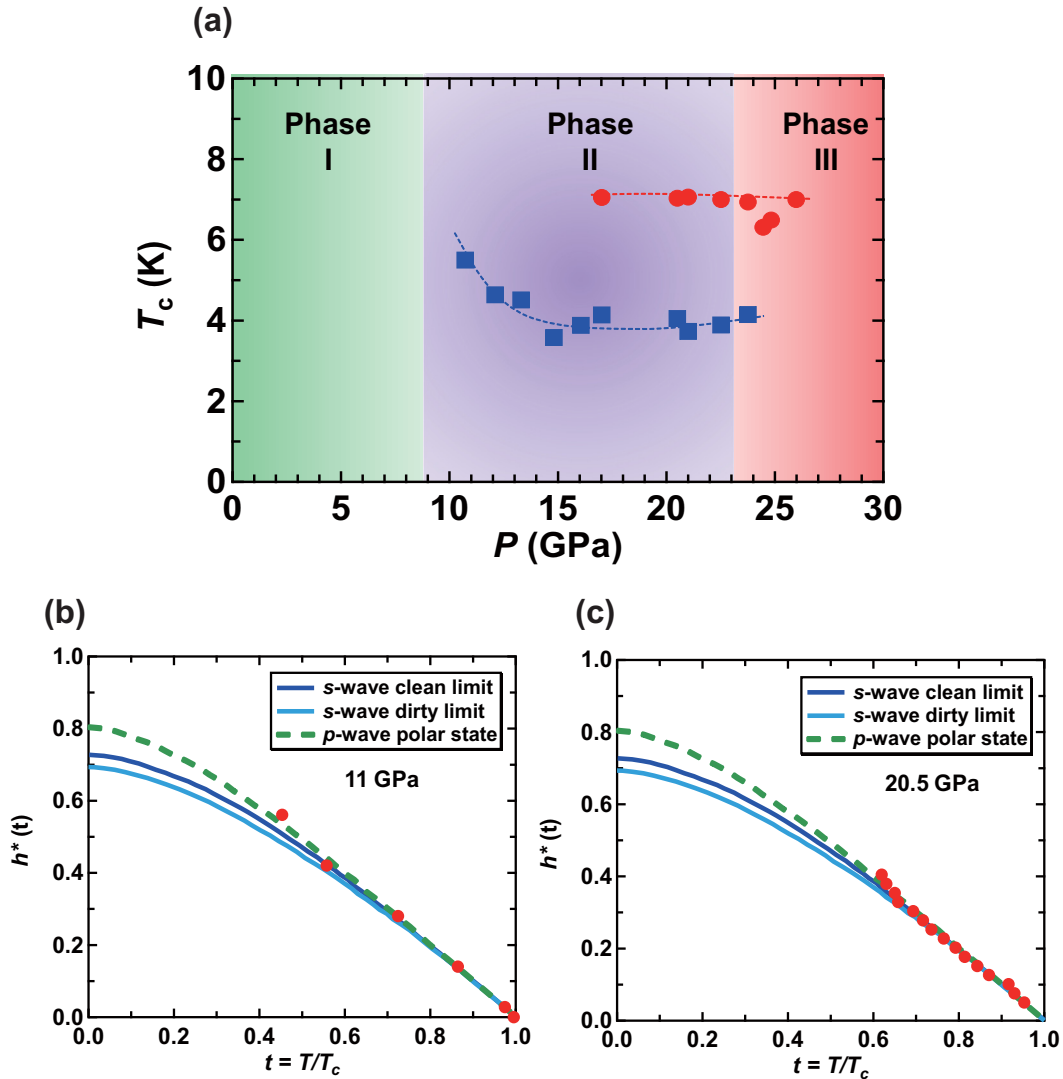 (a)
10
8
6
4
2
0
T_c (K)
Phase
I
Phase
II
Phase
III
0 5 10 15 20 25 30
P (GPa)
(b)
1.0
0.8
0.6
0.4
0.2
0.0
h* (t)
s-wave clean limit
s-wave dirty limit
p-wave polar state
11 GPa
0.0 0.2 0.4 0.6 0.8 1.0
t = T/T_c
(c)
1.0
0.8
0.6
0.4
0.2
0.0
h* (t)
s-wave clean limit
s-wave dirty limit
p-wave polar state
20.5 GPa
0.0 0.2 0.4 0.6 0.8 1.0
t = T/T_c